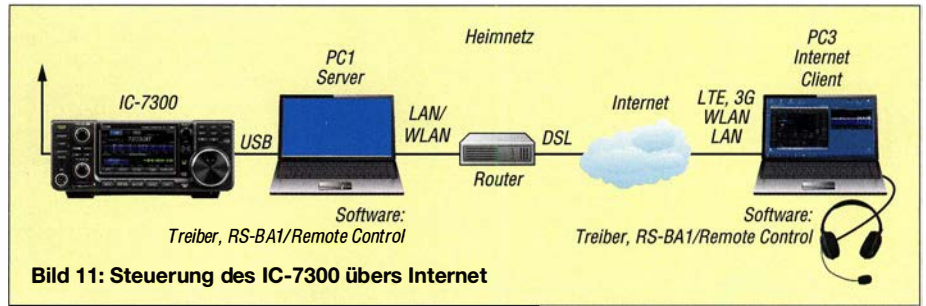 Heimnetz
IC-7300
USB
PC1
Server
LAN/
WLAN
Router
DSL
Internet
LTE, 3G
WLAN
LAN
PC3
Internet
Client
Software:
Treiber, RS-BA1/Remote Control
Software:
Treiber, RS-BA1/Remote Control
Bild 11: Steuerung des IC-7300 übers Internet